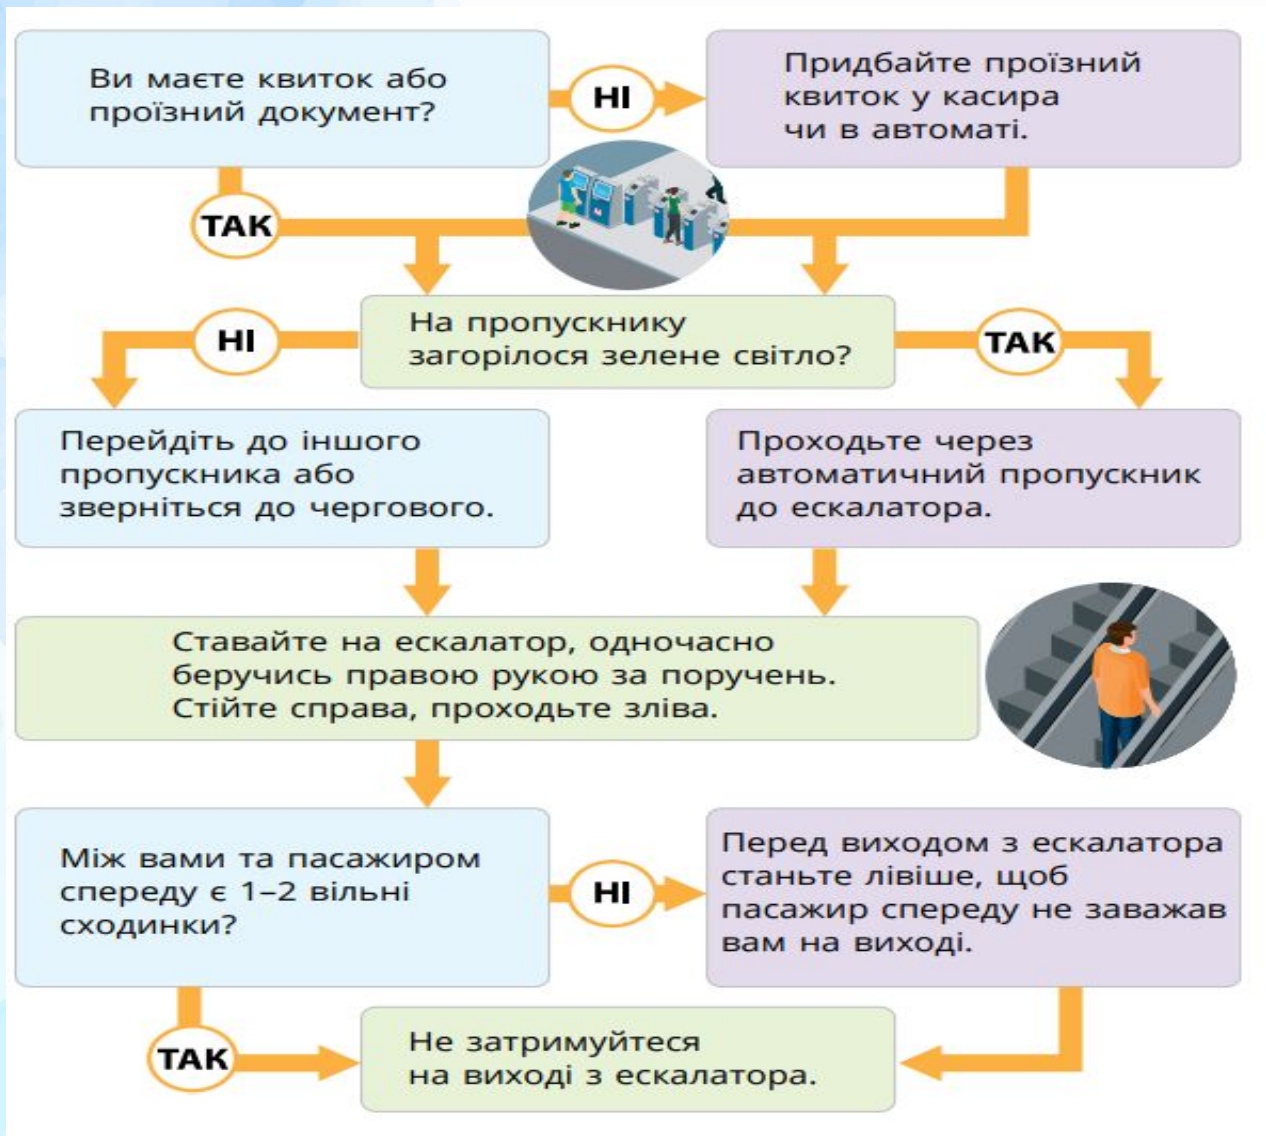 Ви маєте квиток або
проїзний документ?
НІ
Придбайте проїзний
квиток у касира
чи в автоматі.
ТАК
На пропускнику
загорілося зелене світло?
НІ
ТАК
Перейдіть до іншого
пропускника або
зверніться до чергового.
Проходьте через
автоматичний пропускник
до ескалатора.
Ставайте на ескалатор, одночасно
беручись правою рукою за поручень.
Стійте справа, проходьте зліва.
Між вами та пасажиром
спереду є 1–2 вільні
сходинки?
НІ
Перед виходом з ескалатора
станьте лівіше, щоб
пасажир спереду не заважав
вам на виході.
ТАК
Не затримуйтеся
на виході з ескалатора.